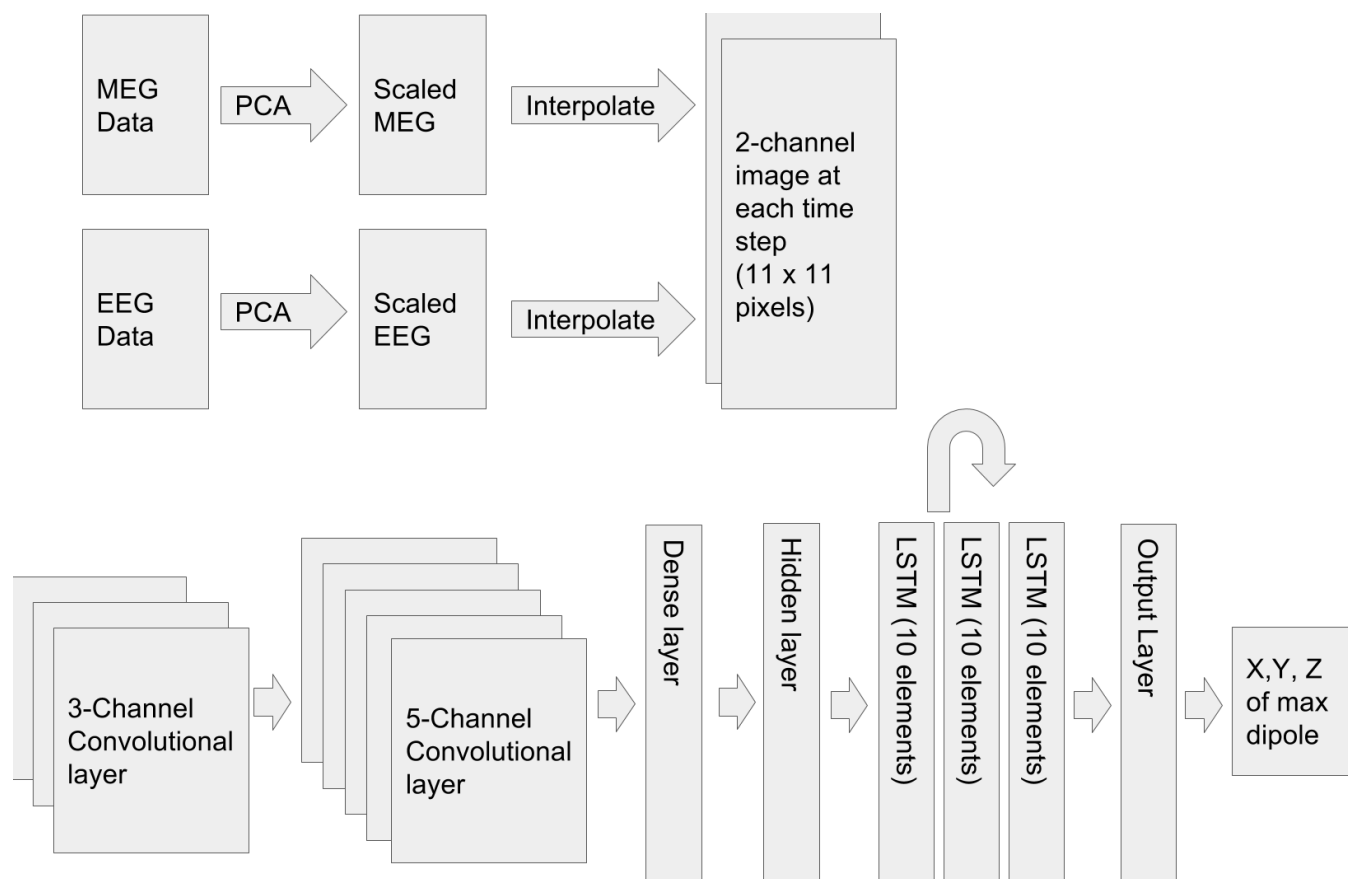 MEG
Data
PCA
Scaled
MEG
Interpolate
EEG
Data
PCA
Scaled
EEG
Interpolate
2-channel
image at
each time
step
(11 x 11
pixels)
3-Channel
Convolutional
layer
5-Channel
Convolutional
layer
Dense layer
Hidden layer
LSTM (10 elements)
LSTM (10 elements)
LSTM (10 elements)
Output Layer
X,Y, Z
of max
dipole